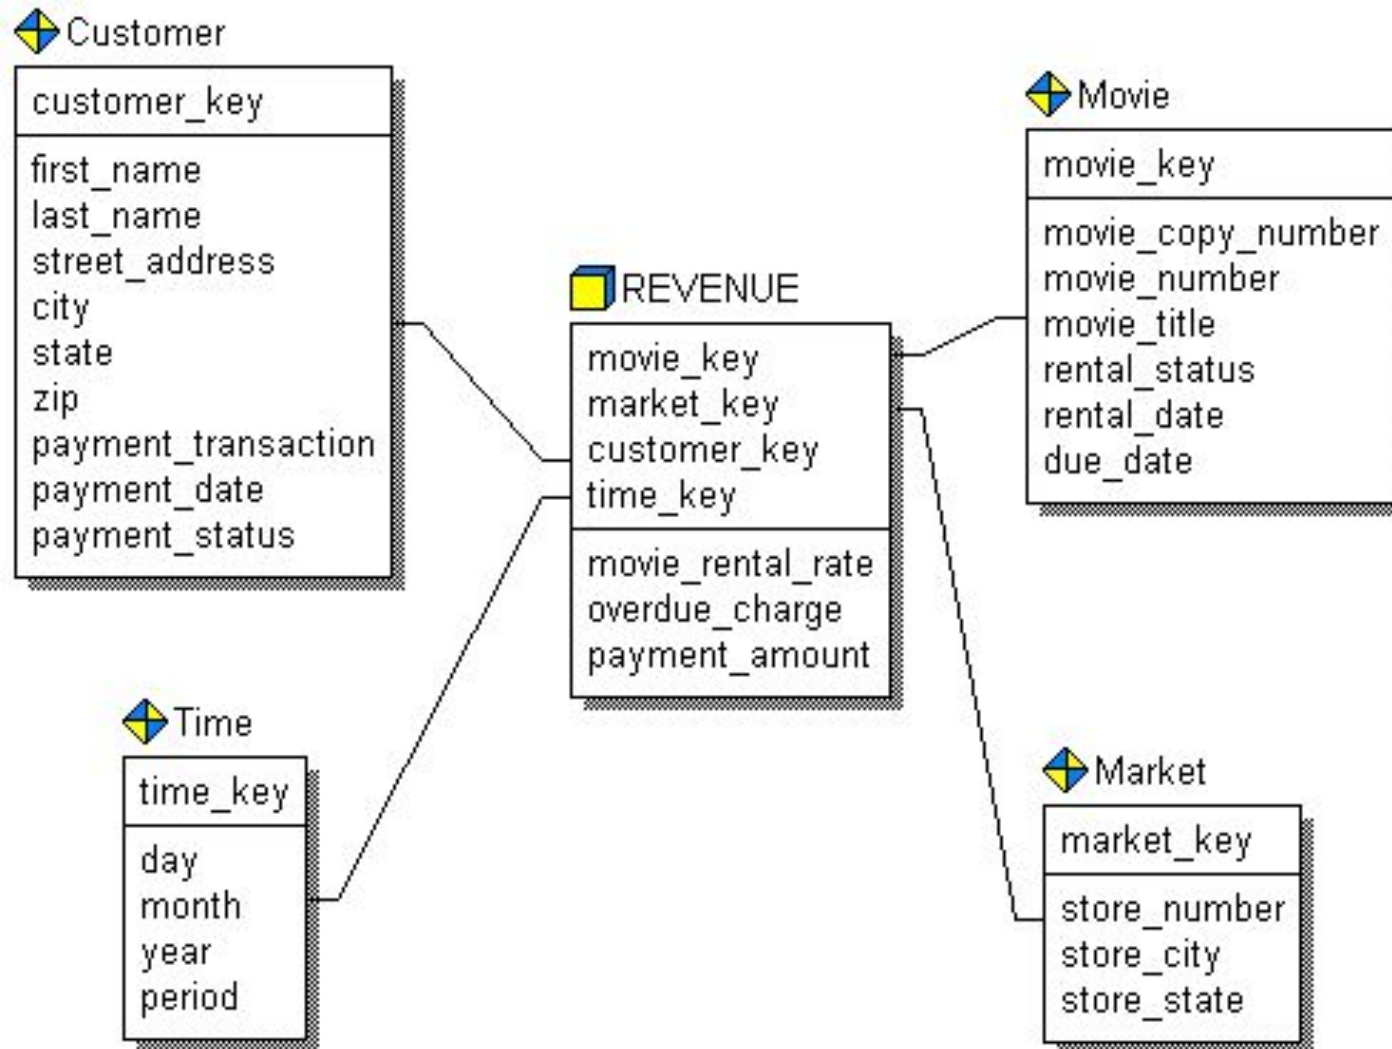 Customer
customer_key
first_name
last_name
street_address
city
state
zip
payment_transaction
payment_date
payment_status
Movie
movie_key
movie_copy_number
movie_number
movie_title
rental_status
rental_date
due_date
REVENUE
movie_key
market_key
customer_key
time_key
movie_rental_rate
overdue_charge
payment_amount
Time
time_key
day
month
year
period
Market
market_key
store_number
store_city
store_state